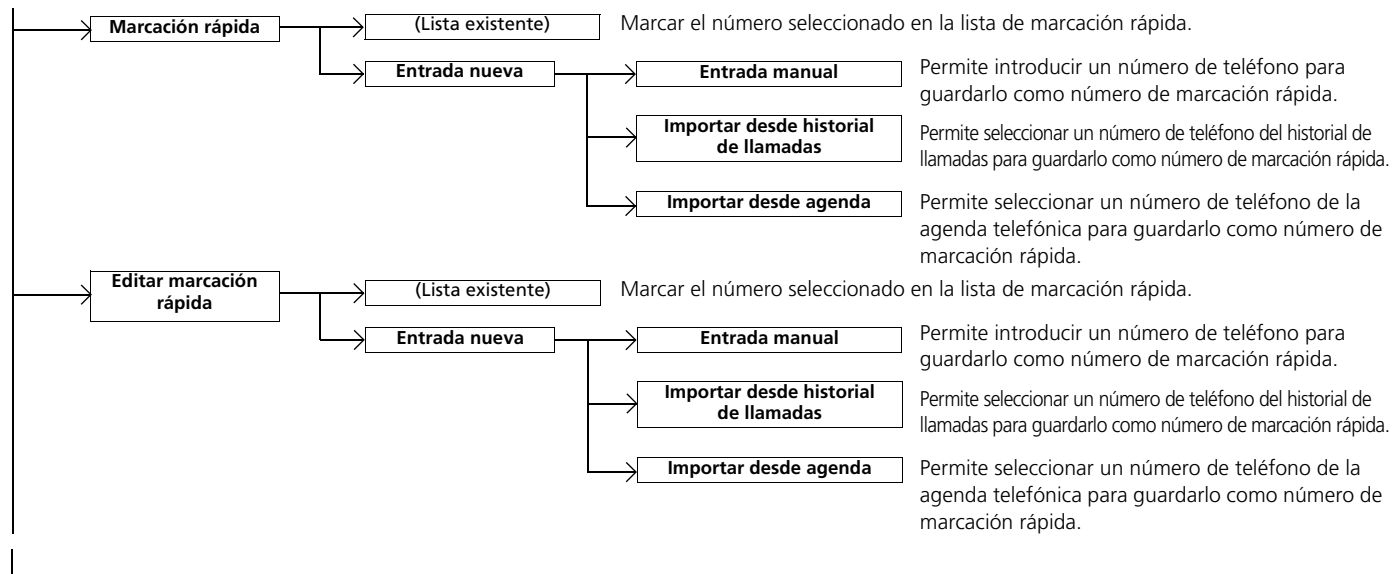 Marcación rápida
(Lista existente)
Marcar el número seleccionado en la lista de marcación rápida.
Entrada nueva
Entrada manual
Permite introducir un número de teléfono para
guardarlo como número de marcación rápida.
Importar desde historial
de llamadas
Permite seleccionar un número de teléfono del historial de
llamadas para guardarlo como número de marcación rápida.
Importar desde agenda
Permite seleccionar un número de teléfono de la
agenda telefónica para guardarlo como número de
marcación rápida.
Editar marcación
rápida
(Lista existente)
Marcar el número seleccionado en la lista de marcación rápida.
Entrada nueva
Entrada manual
Permite introducir un número de teléfono para
guardarlo como número de marcación rápida.
Importar desde historial
de llamadas
Permite seleccionar un número de teléfono del historial de
llamadas para guardarlo como número de marcación rápida.
Importar desde agenda
Permite seleccionar un número de teléfono de la
agenda telefónica para guardarlo como número de
marcación rápida.